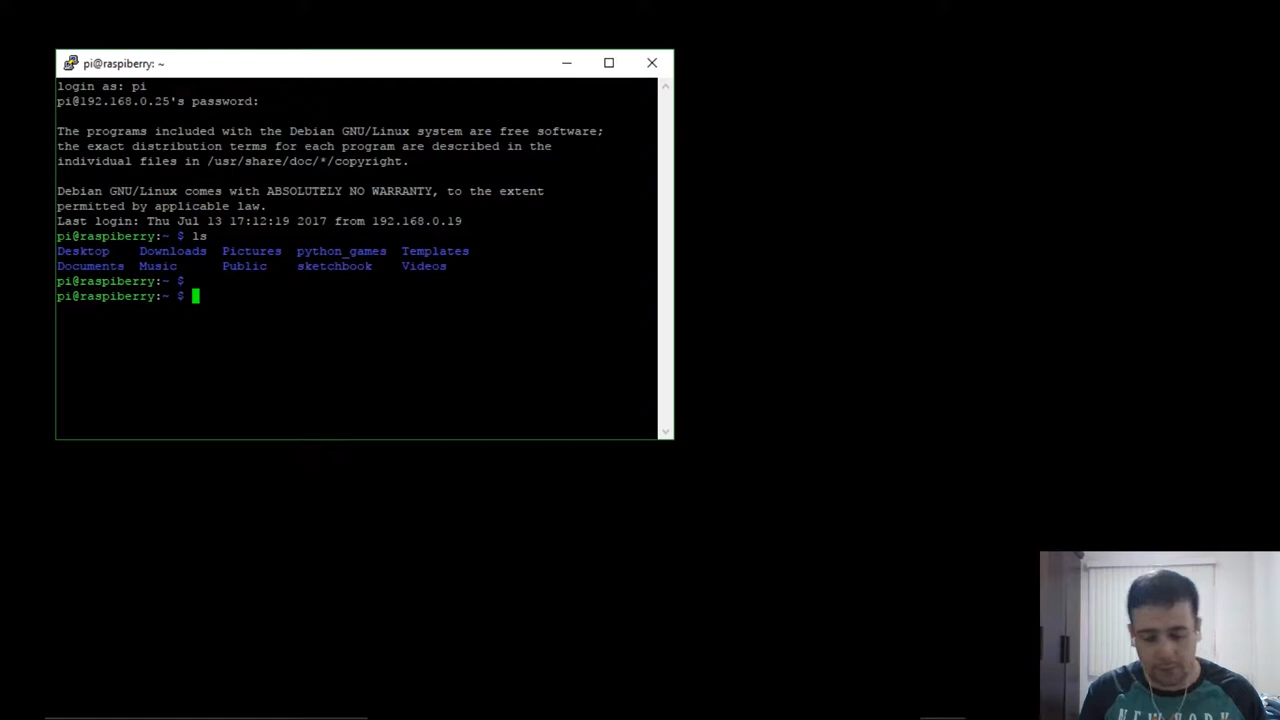 pi@raspiberry: ~
login as: pi
pi@192.168.0.25's password:
The programs included with the Debian GNU/Linux system are free software;
the exact distribution terms for each program are described in the
individual files in /usr/share/doc/*/copyright.
Debian GNU/Linux comes with ABSOLUTELY NO WARRANTY, to the extent
permitted by applicable law.
Last login: Thu Jul 13 17:12:19 2017 from 192.168.0.19
pi@raspiberry:~ $ ls
Desktop Downloads Pictures python_games Templates
Documents Music Public sketchbook Videos
pi@raspiberry:~ $
pi@raspiberry:~ $
NEW YORK